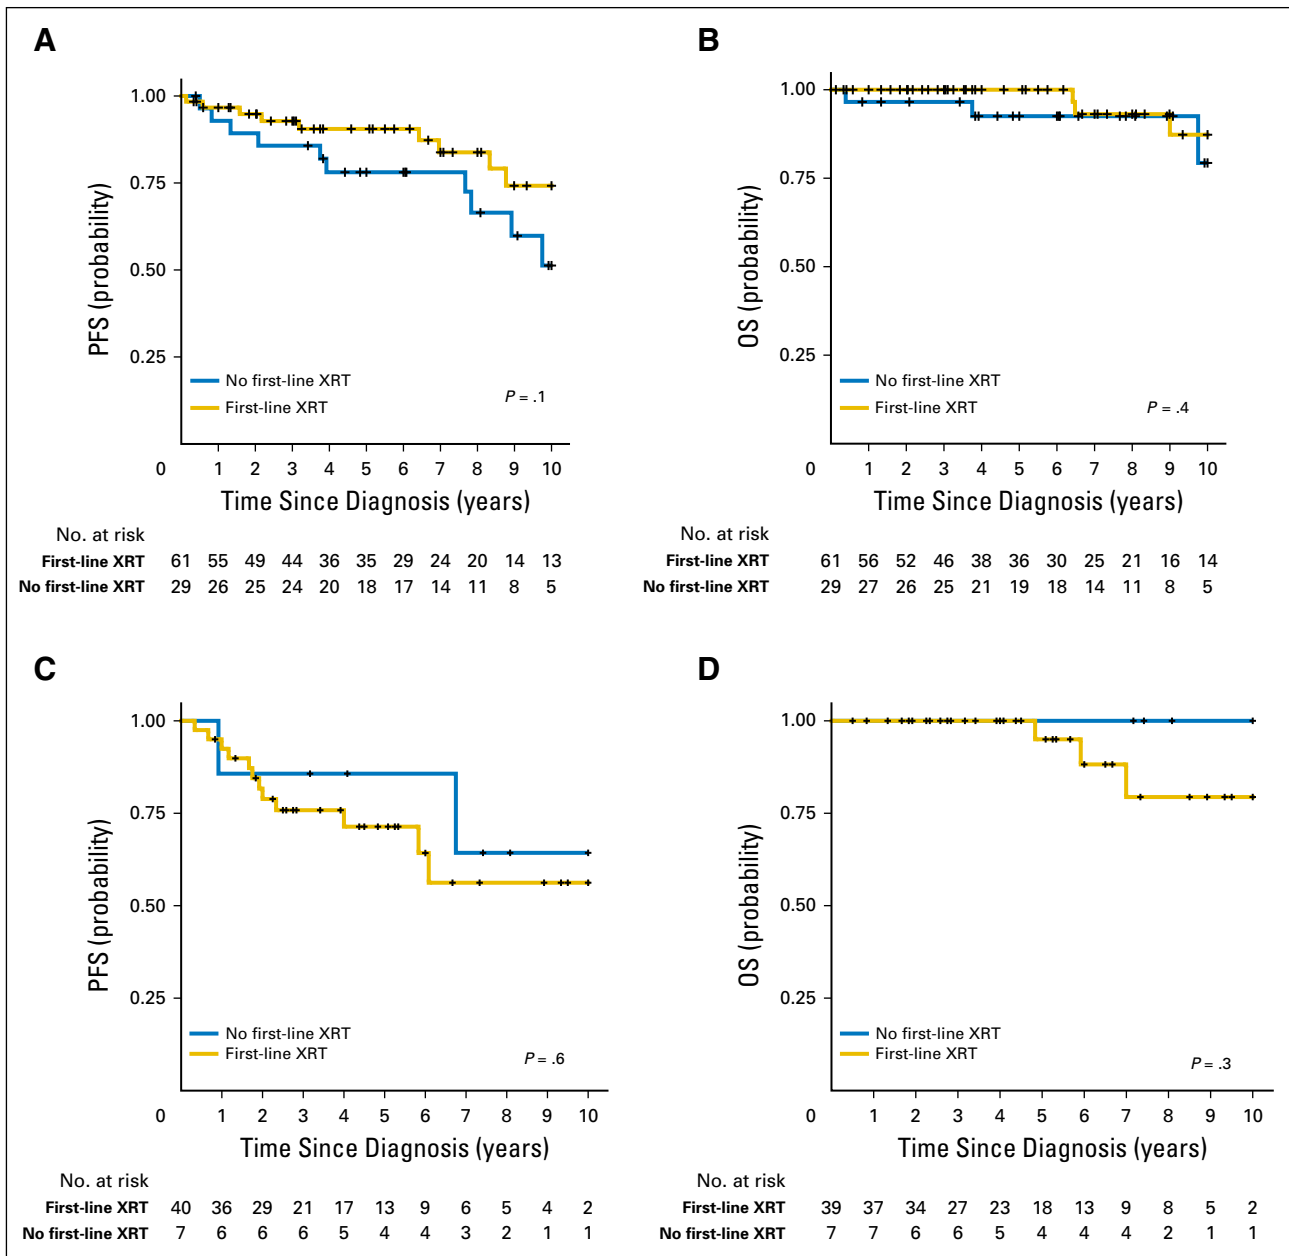 A
1.00
0.75
0.50
0.25
PFS (probability)
No first-line XRT
First-line XRT
P = .1
0 1 2 3 4 5 6 7 8 9 10
Time Since Diagnosis (years)
No. at risk
First-line XRT 61 55 49 44 36 35 29 24 20 14 13
No first-line XRT 29 26 25 24 20 18 17 14 11 8 5
B
1.00
0.75
0.50
0.25
OS (probability)
No first-line XRT
First-line XRT
P = .4
0 1 2 3 4 5 6 7 8 9 10
Time Since Diagnosis (years)
No. at risk
First-line XRT 61 56 52 46 38 36 30 25 21 16 14
No first-line XRT 29 27 26 25 21 19 18 14 11 8 5
C
1.00
0.75
0.50
0.25
PFS (probability)
No first-line XRT
First-line XRT
P = .6
0 1 2 3 4 5 6 7 8 9 10
Time Since Diagnosis (years)
No. at risk
First-line XRT 40 36 29 21 17 13 9 6 5 4 2
No first-line XRT 7 6 6 6 5 4 4 3 2 1 1
D
1.00
0.75
0.50
0.25
OS (probability)
No first-line XRT
First-line XRT
P = .3
0 1 2 3 4 5 6 7 8 9 10
Time Since Diagnosis (years)
No. at risk
First-line XRT 39 37 34 27 23 18 13 9 8 5 2
No first-line XRT 7 7 6 6 5 4 4 4 2 1 1